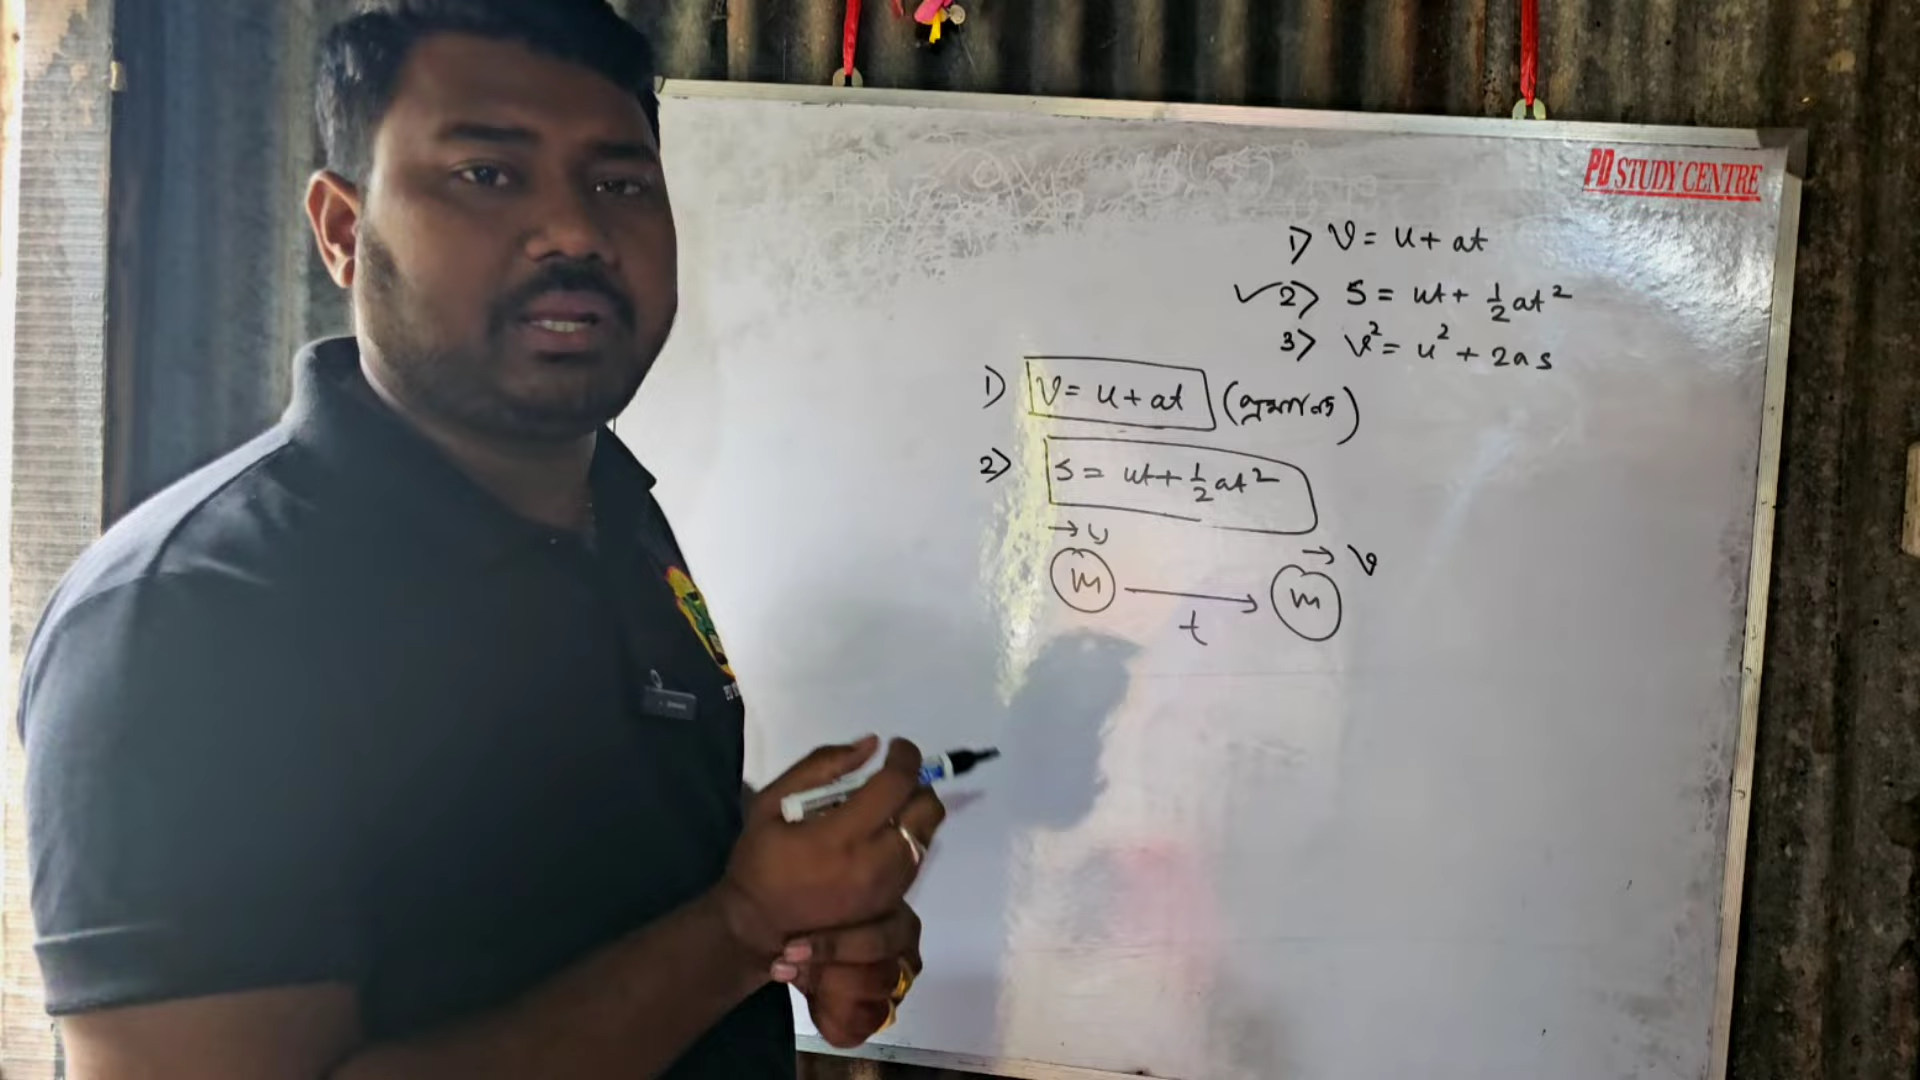 PD STUDY CENTRE
1) v = u + at
✓ 2) S = ut + 1/2 at²
3) v² = u² + 2as
1) v = u + at (প্রমাণিত)
2) S = ut + 1/2 at²
→ u
→ v
m → m
t